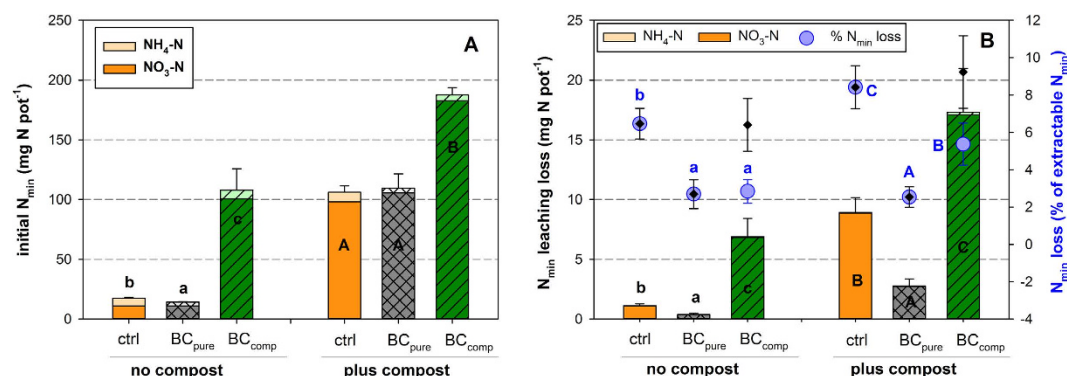 250
200
150
100
50
0
initial Nmin (mg N pot-1)
NH4-N
NO3-N
A
b
a
c
A
A
B
ctrl
BCpure
BCcomp
ctrl
BCpure
BCcomp
no compost
plus compost
25
20
15
10
5
0
Nmin leaching loss (mg N pot-1)
NH4-N NO3-N % Nmin loss
B
b
a
a
C
A
B
b
a
c
B
A
C
12
10
8
6
4
2
0
-2
-4
Nmin loss (% of extractable Nmin)
ctrl
BCpure
BCcomp
ctrl
BCpure
BCcomp
no compost
plus compost